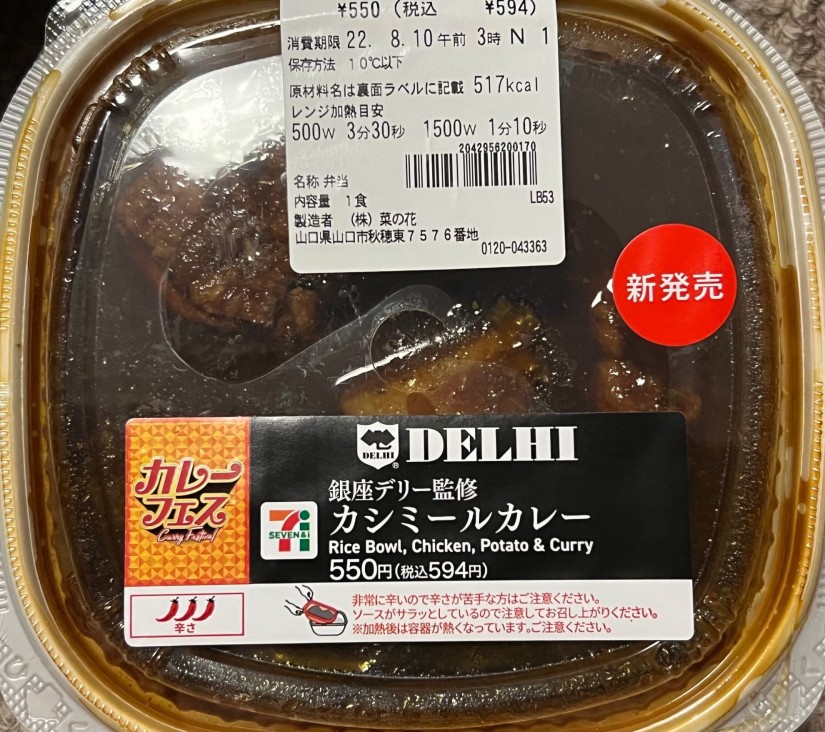 ¥550(税込 ¥594)
消費期限 22. 8.10午前 3時 N 1
保存方法 10℃以下
原材料名は裏面ラベルに記載 517kcal
レンジ加熱目安
500W 3分30秒 1500W 1分10秒
2042956200170
名称 弁当
内容量 1食
LB53
製造者 (株)菜の花
山口県山口市秋穂東7576番地
0120-043363
新発売
カレー
フェス
Curry Festival
DELHI
® DELHI
銀座デリー監修
SEVEN&i
カシミールカレー
Rice Bowl, Chicken, Potato & Curry
550円(税込594円)
辛さ
非常に辛いので辛さが苦手な方はご注意ください。
ソースがサラッとしているので注意してお召し上がりください。
※加熱後は容器が熱くなっています。ご注意ください。